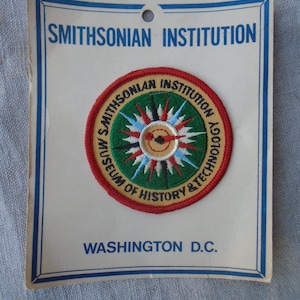 SMITHSONIAN INSTITUTION
SMITHSONIAN INSTITUTION
MUSEUM OF HISTORY & TECHNOLOGY
WASHINGTON D.C.